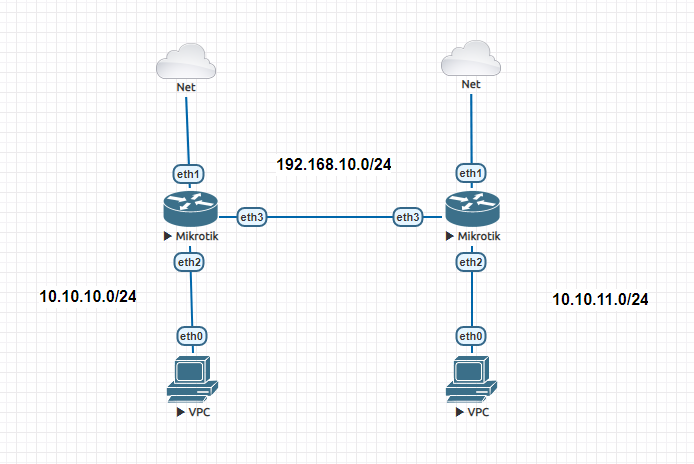 Net
Net
192.168.10.0/24
eth1
eth1
eth3
eth3
Mikrotik
Mikrotik
eth2
eth2
10.10.10.0/24
10.10.11.0/24
eth0
eth0
VPC
VPC